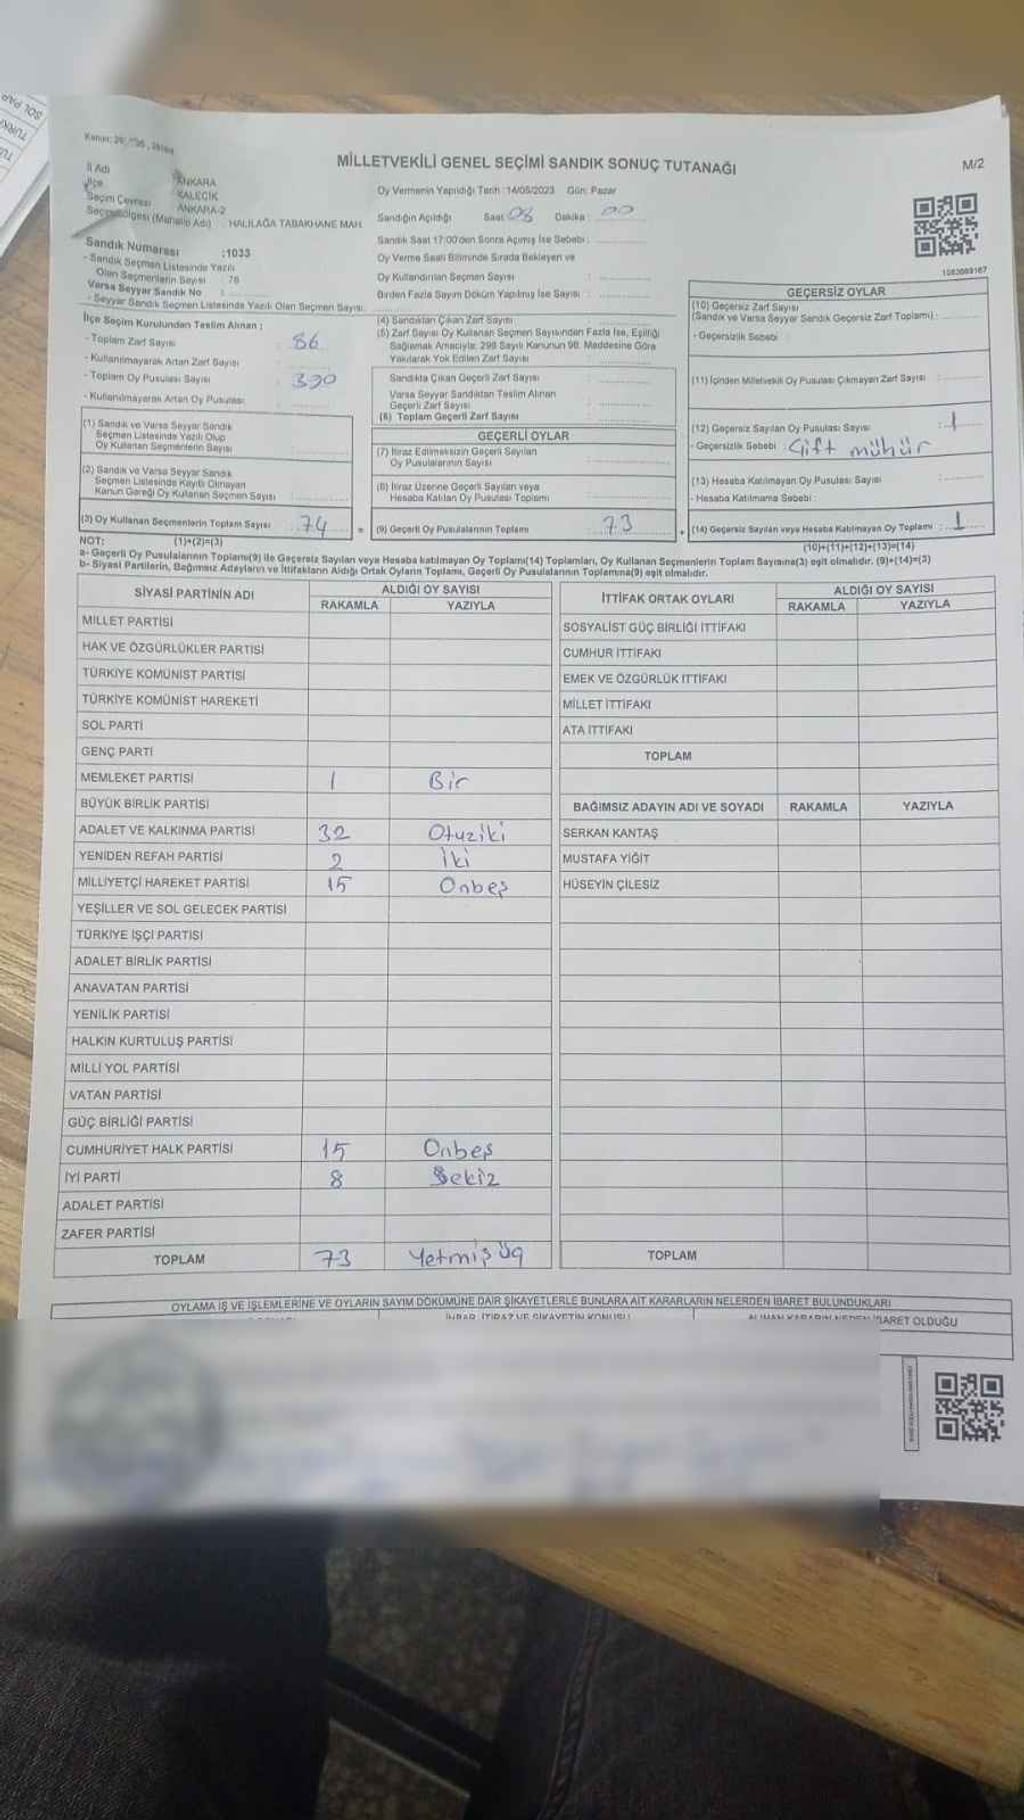 SOL PAR
TÜRKİ
MİLLETVEKİLİ GENEL SEÇİMİ SANDIK SONUÇ TUTANAĞI
M/2
İl Adı ANKARA
İlçe KALECİK
Seçim Çevresi ANKARA-2
Seçim Bölgesi (Mahalle Adı) : HALİLAĞA TABAKHANE MAH.
Sandık Numarası :1033
- Sandık Seçmen Listesinde Yazılı
Olan Seçmenlerin Sayısı : 76
Varsa Seyyar Sandık No :
- Seyyar Sandık Seçmen Listesinde Yazılı Olan Seçmen Sayısı
Oy Vermenin Yapıldığı Tarih :14/05/2023 Gün: Pazar
Sandığın Açıldığı Saat 08 Dakika : 00
Sandık Saat 17:00'den Sonra Açılmış İse Sebebi :
Oy Verme Saati Bitiminde Sırada Bekleyen ve
Oy Kullandırılan Seçmen Sayısı :
Birden Fazla Sayım Döküm Yapılmış İse Sayısı :
1083089167
İlçe Seçim Kurulundan Teslim Alınan :
- Toplam Zarf Sayısı : 86
- Kullanılmayarak Artan Zarf Sayısı
- Toplam Oy Pusulası Sayısı : 390
- Kullanılmayarak Artan Oy Pusulası :
(1) Sandık ve Varsa Seyyar Sandık
Seçmen Listesinde Yazılı Olup
Oy Kullanan Seçmenlerin Sayısı
(2) Sandık ve Varsa Seyyar Sandık
Seçmen Listesinde Kayıtlı Olmayan
Kanun Gereği Oy Kullanan Seçmen Sayısı
(3) Oy Kullanan Seçmenlerin Toplam Sayısı 74 =
(4) Sandıktan Çıkan Zarf Sayısı
(5) Zarf Sayısı Oy Kullanan Seçmen Sayısından Fazla İse, Eşitliği
Sağlamak Amacıyla; 298 Sayılı Kanunun 98. Maddesine Göre
Yakılarak Yok Edilen Zarf Sayısı
Sandıkta Çıkan Geçerli Zarf Sayısı
Varsa Seyyar Sandıktan Teslim Alınan
Geçerli Zarf Sayısı
(6) Toplam Geçerli Zarf Sayısı
GEÇERLİ OYLAR
(7) İtiraz Edilmeksizin Geçerli Sayılan
Oy Pusulalarının Sayısı
(8) İtiraz Üzerine Geçerli Sayılan veya
Hesaba Katılan Oy Pusulası Toplamı
(9) Geçerli Oy Pusulalarının Toplamı 73 +
GEÇERSİZ OYLAR
(10) Geçersiz Zarf Sayısı
(Sandık ve Varsa Seyyar Sandık Geçersiz Zarf Toplamı) :
- Geçersizlik Sebebi :
(11) İçinden Milletvekili Oy Pusulası Çıkmayan Zarf Sayısı :
(12) Geçersiz Sayılan Oy Pusulası Sayısı : 1
- Geçersizlik Sebebi : Çift mühür
(13) Hesaba Katılmayan Oy Pusulası Sayısı :
- Hesaba Katılmama Sebebi :
(14) Geçersiz Sayılan veya Hesaba Katılmayan Oy Toplamı : 1
NOT: (1)+(2)=(3) (10)+(11)+(12)+(13)=(14)
a- Geçerli Oy Pusulalarının Toplamı(9) ile Geçersiz Sayılan veya Hesaba katılmayan Oy Toplamı(14) Toplamları, Oy Kullanan Seçmenlerin Toplam Sayısına(3) eşit olmalıdır. (9)+(14)=(3)
b- Siyasi Partilerin, Bağımsız Adayların ve İttifakların Aldığı Ortak Oyların Toplamı, Geçerli Oy Pusulalarının Toplamına(9) eşit olmalıdır.
SİYASİ PARTİNİN ADI ALDIĞI OY SAYISI
RAKAMLA YAZIYLA
MİLLET PARTİSİ
HAK VE ÖZGÜRLÜKLER PARTİSİ
TÜRKİYE KOMÜNİST PARTİSİ
TÜRKİYE KOMÜNİST HAREKETİ
SOL PARTİ
GENÇ PARTİ
MEMLEKET PARTİSİ 1 Bir
BÜYÜK BİRLİK PARTİSİ
ADALET VE KALKINMA PARTİSİ 32 Otuziki
YENİDEN REFAH PARTİSİ 2 İki
MİLLİYETÇİ HAREKET PARTİSİ 15 Onbeş
YEŞİLLER VE SOL GELECEK PARTİSİ
TÜRKİYE İŞÇİ PARTİSİ
ADALET BİRLİK PARTİSİ
ANAVATAN PARTİSİ
YENİLİK PARTİSİ
HALKIN KURTULUŞ PARTİSİ
MİLLİ YOL PARTİSİ
VATAN PARTİSİ
GÜÇ BİRLİĞİ PARTİSİ
CUMHURİYET HALK PARTİSİ 15 Onbeş
İYİ PARTİ 8 Sekiz
ADALET PARTİSİ
ZAFER PARTİSİ
TOPLAM 73 Yetmiş üç
İTTİFAK ORTAK OYLARI ALDIĞI OY SAYISI
RAKAMLA YAZIYLA
SOSYALİST GÜÇ BİRLİĞİ İTTİFAKI
CUMHUR İTTİFAKI
EMEK VE ÖZGÜRLÜK İTTİFAKI
MİLLET İTTİFAKI
ATA İTTİFAKI
TOPLAM
BAĞIMSIZ ADAYIN ADI VE SOYADI RAKAMLA YAZIYLA
SERKAN KANTAŞ
MUSTAFA YİĞİT
HÜSEYİN ÇİLESİZ
TOPLAM
OYLAMA İŞ VE İŞLEMLERİNE VE OYLARIN SAYIM DÖKÜMÜNE DAİR ŞİKAYETLERLE BUNLARA AİT KARARLARIN NELERDEN İBARET BULUNDUKLARI
İHBAR, İTİRAZ VE ŞİKAYETİN KONUSU
İBARET OLDUĞU